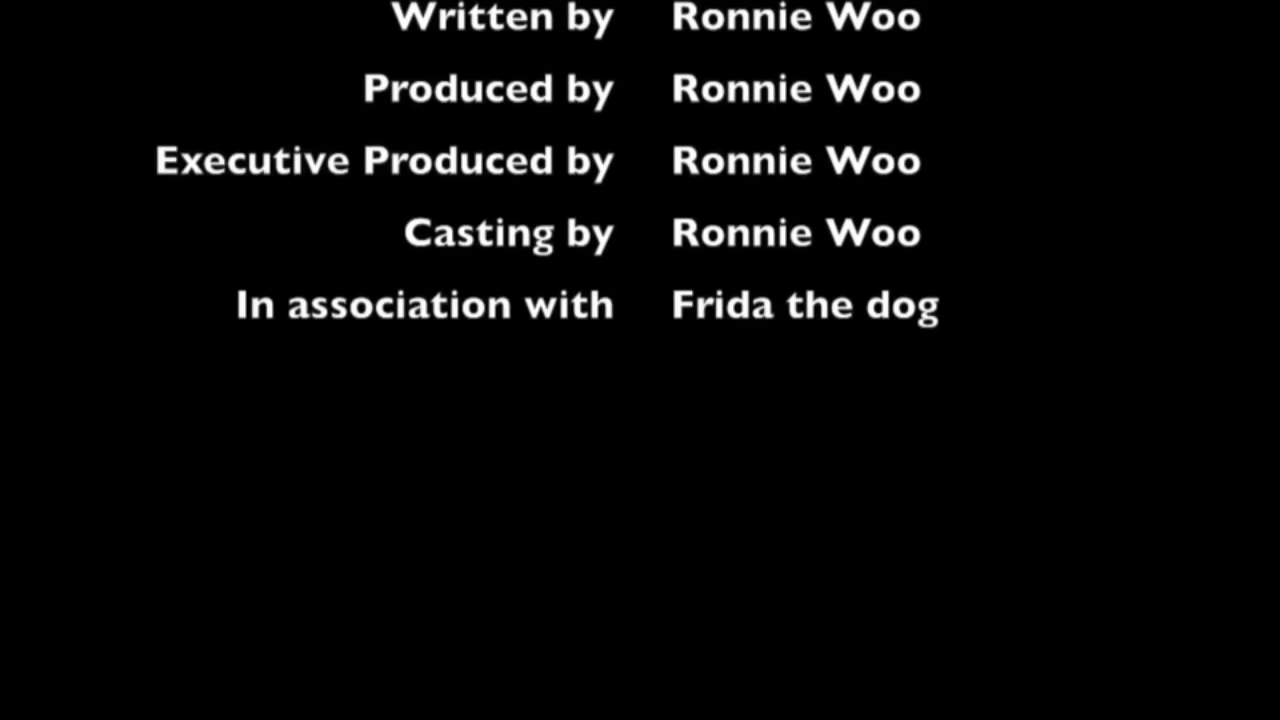 Written by Ronnie Woo
Produced by Ronnie Woo
Executive Produced by Ronnie Woo
Casting by Ronnie Woo
In association with Frida the dog